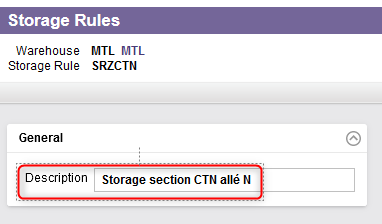 Storage Rules
Warehouse MTL MTL
Storage Rule SRZCTN
General
Description Storage section CTN allé N